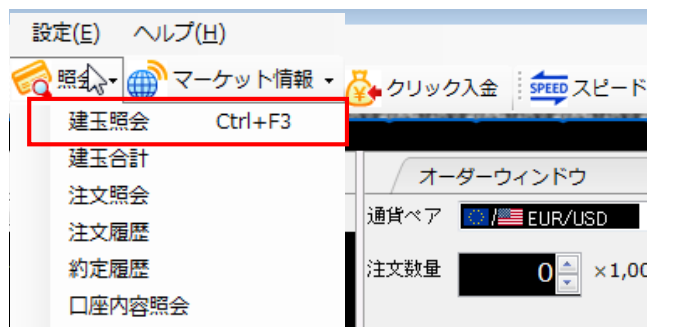 設定(E) ヘルプ(H)
照会 マーケット情報 クリック入金 SPEED スピード
建玉照会 Ctrl+F3
建玉合計
注文照会
注文履歴
約定履歴
口座内容照会
オーダーウィンドウ
通貨ペア EUR/USD
注文数量 0 ×1,00